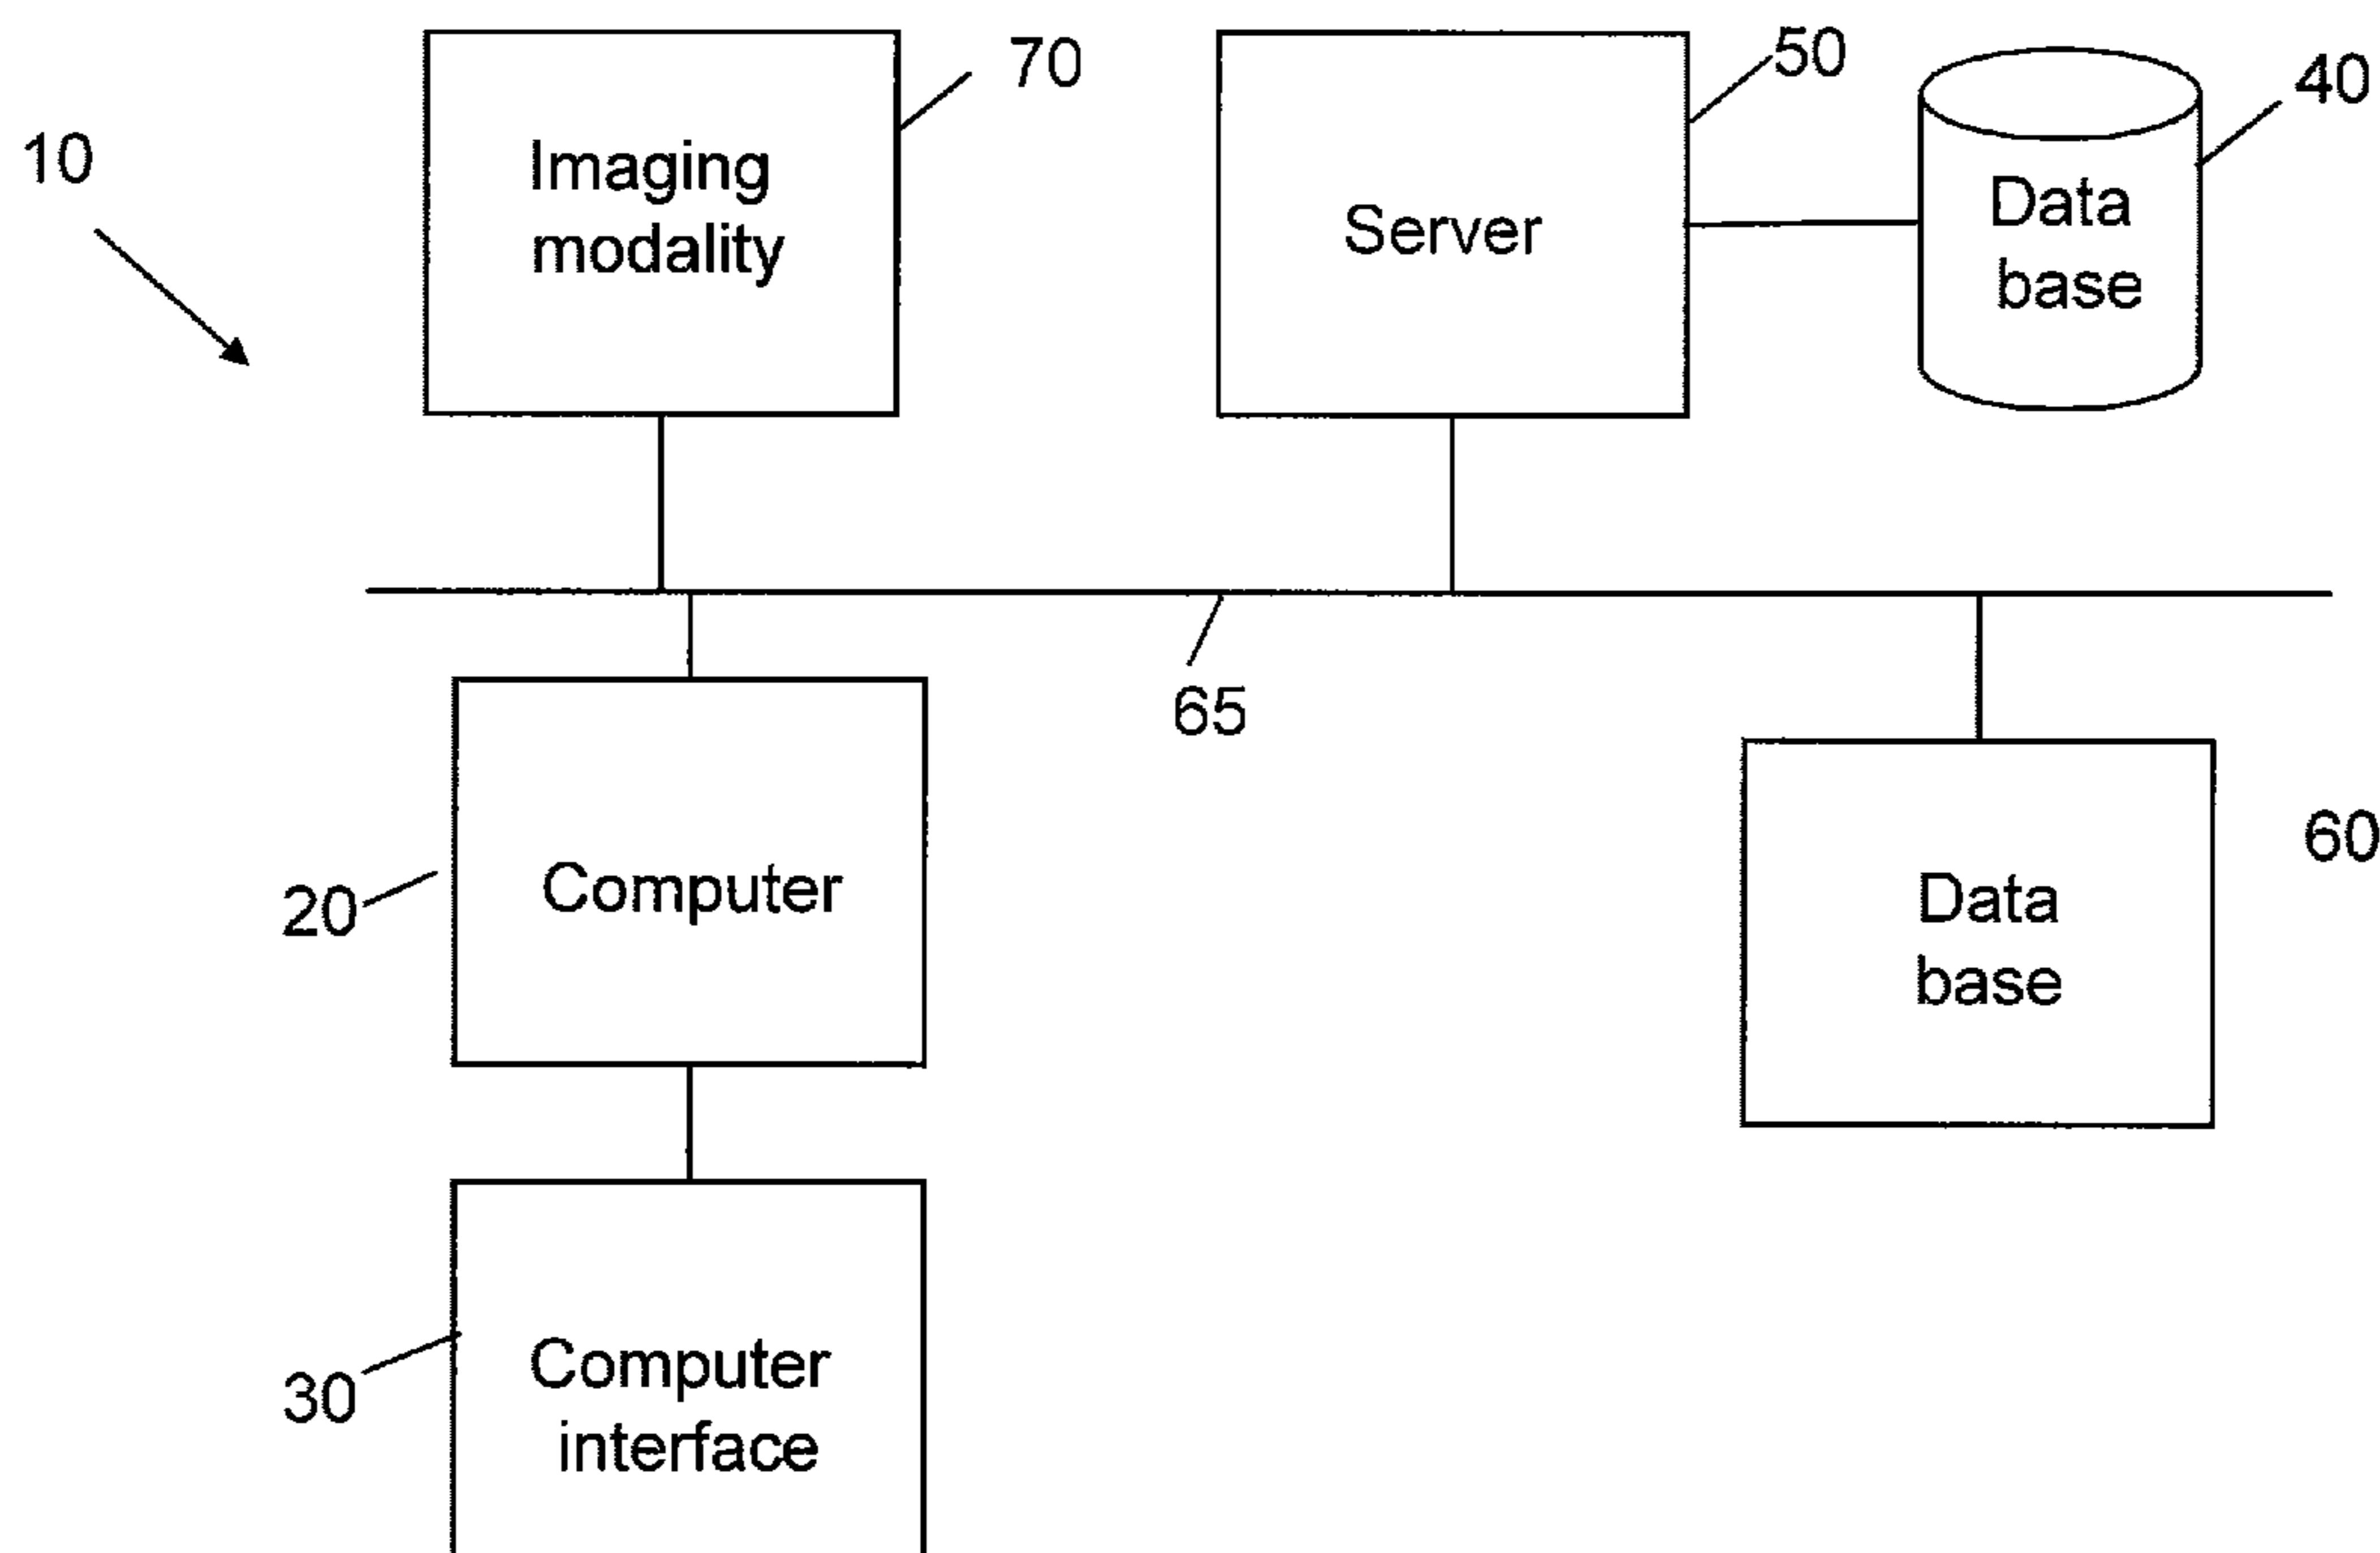 10
Imaging
modality
70
Server
50
Data
base
40
65
20
Computer
Data
base
60
30
Computer
interface